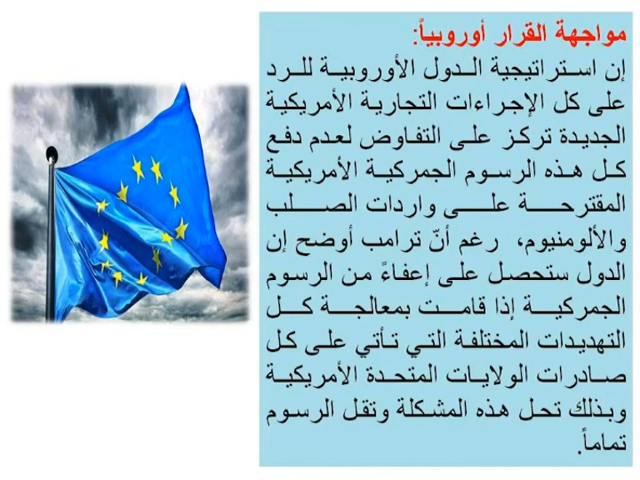 مواجهة القرار أوروبياً:
إن استراتيجية الدول الأوروبية للرد
على كل الإجراءات التجارية الأمريكية
الجديدة تركز على التفاوض لعدم دفع
كل هذه الرسوم الجمركية الأمريكية
المقترحة على واردات الصلب
والألومنيوم، رغم أنّ ترامب أوضح إن
الدول ستحصل على إعفاءً من الرسوم
الجمركية إذا قامت بمعالجة كل
التهديدات المختلفة التي تأتي على كل
صادرات الولايات المتحدة الأمريكية
وبذلك تحل هذه المشكلة وتقل الرسوم
تماماً.